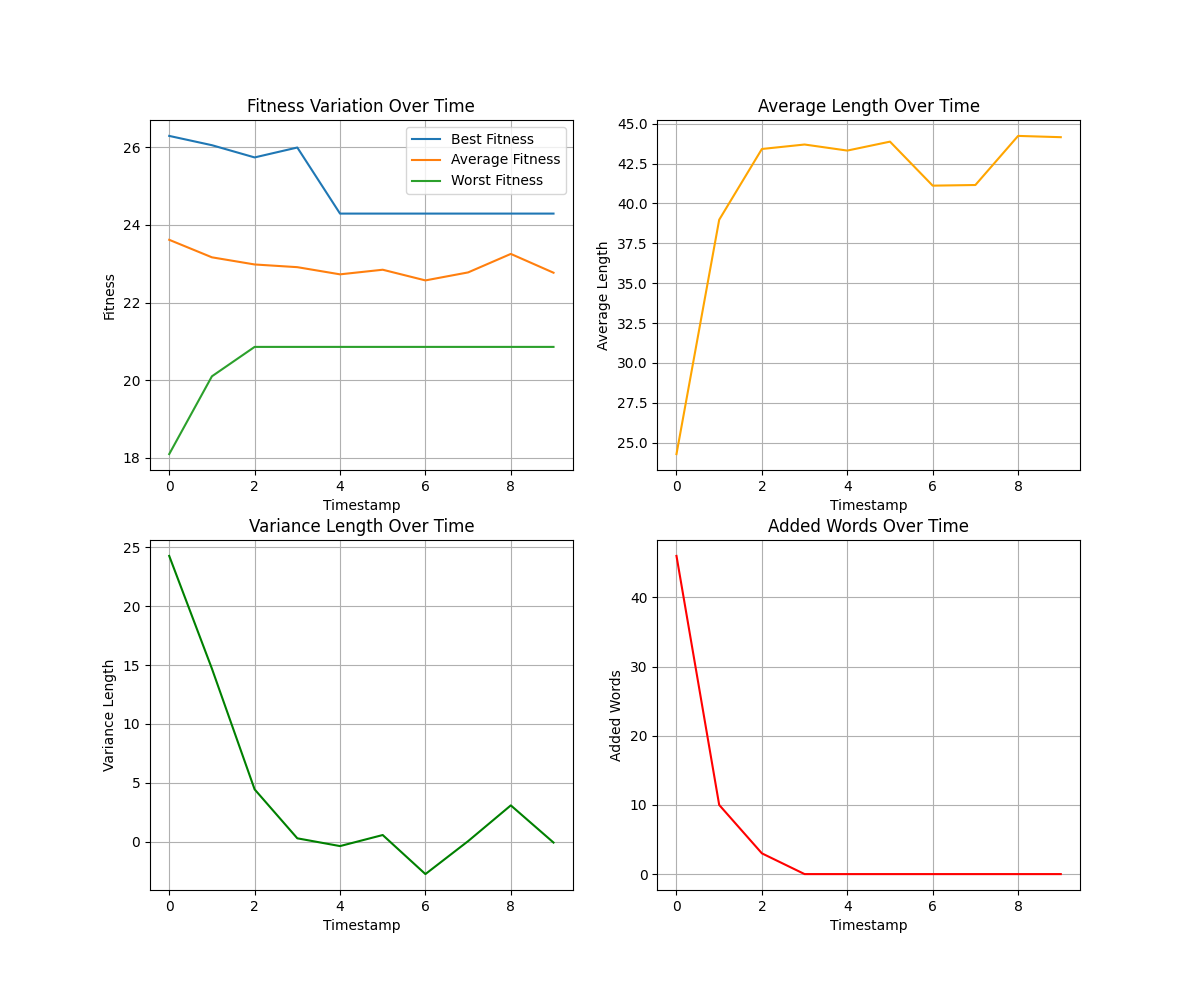 Fitness Variation Over Time
26
24
22
20
18
Fitness
Best Fitness
Average Fitness
Worst Fitness
0 2 4 6 8
Timestamp
Average Length Over Time
45.0
42.5
40.0
37.5
35.0
32.5
30.0
27.5
25.0
Average Length
0 2 4 6 8
Timestamp
Variance Length Over Time
25
20
15
10
5
0
Variance Length
0 2 4 6 8
Timestamp
Added Words Over Time
40
30
20
10
0
Added Words
0 2 4 6 8
Timestamp